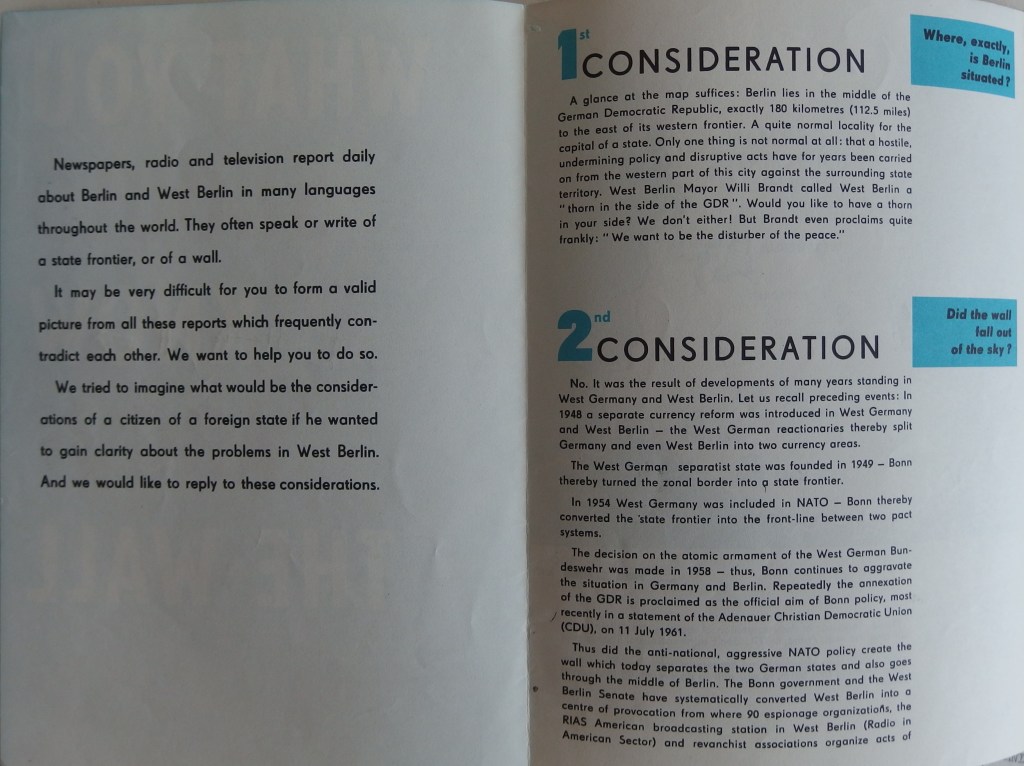 Newspapers, radio and television report daily
about Berlin and West Berlin in many languages
throughout the world. They often speak or write of
a state frontier, or of a wall.
It may be very difficult for you to form a valid
picture from all these reports which frequently con-
tradict each other. We want to help you to do so.
We tried to imagine what would be the consider-
ations of a citizen of a foreign state if he wanted
to gain clarity about the problems in West Berlin.
And we would like to reply to these considerations.
1st CONSIDERATION
Where, exactly,
is Berlin
situated?
A glance at the map suffices: Berlin lies in the middle of the
German Democratic Republic, exactly 180 kilometres (112.5 miles)
to the east of its western frontier. A quite normal locality for the
capital of a state. Only one thing is not normal at all: that a hostile,
undermining policy and disruptive acts have for years been carried
on from the western part of this city against the surrounding state
territory. West Berlin Mayor Willi Brandt called West Berlin a
"thorn in the side of the GDR". Would you like to have a thorn
in your side? We don't either! But Brandt even proclaims quite
frankly: "We want to be the disturber of the peace."
2nd CONSIDERATION
Did the wall
fall out
of the sky?
No. It was the result of developments of many years standing in
West Germany and West Berlin. Let us recall preceding events: In
1948 a separate currency reform was introduced in West Germany
and West Berlin – the West German reactionaries thereby split
Germany and even West Berlin into two currency areas.
The West German separatist state was founded in 1949 – Bonn
thereby turned the zonal border into a state frontier.
In 1954 West Germany was included in NATO – Bonn thereby
converted the state frontier into the front-line between two pact
systems.
The decision on the atomic armament of the West German Bun-
deswehr was made in 1958 – thus, Bonn continues to aggravate
the situation in Germany and Berlin. Repeatedly the annexation
of the GDR is proclaimed as the official aim of Bonn policy, most
recently in a statement of the Adenauer Christian Democratic Union
(CDU), on 11 July 1961.
Thus did the anti-national, aggressive NATO policy create the
wall which today separates the two German states and also goes
through the middle of Berlin. The Bonn government and the West
Berlin Senate have systematically converted West Berlin into a
centre of provocation from where 90 espionage organizations, the
RIAS American broadcasting station in West Berlin (Radio in
American Sector) and revanchist associations organize acts of